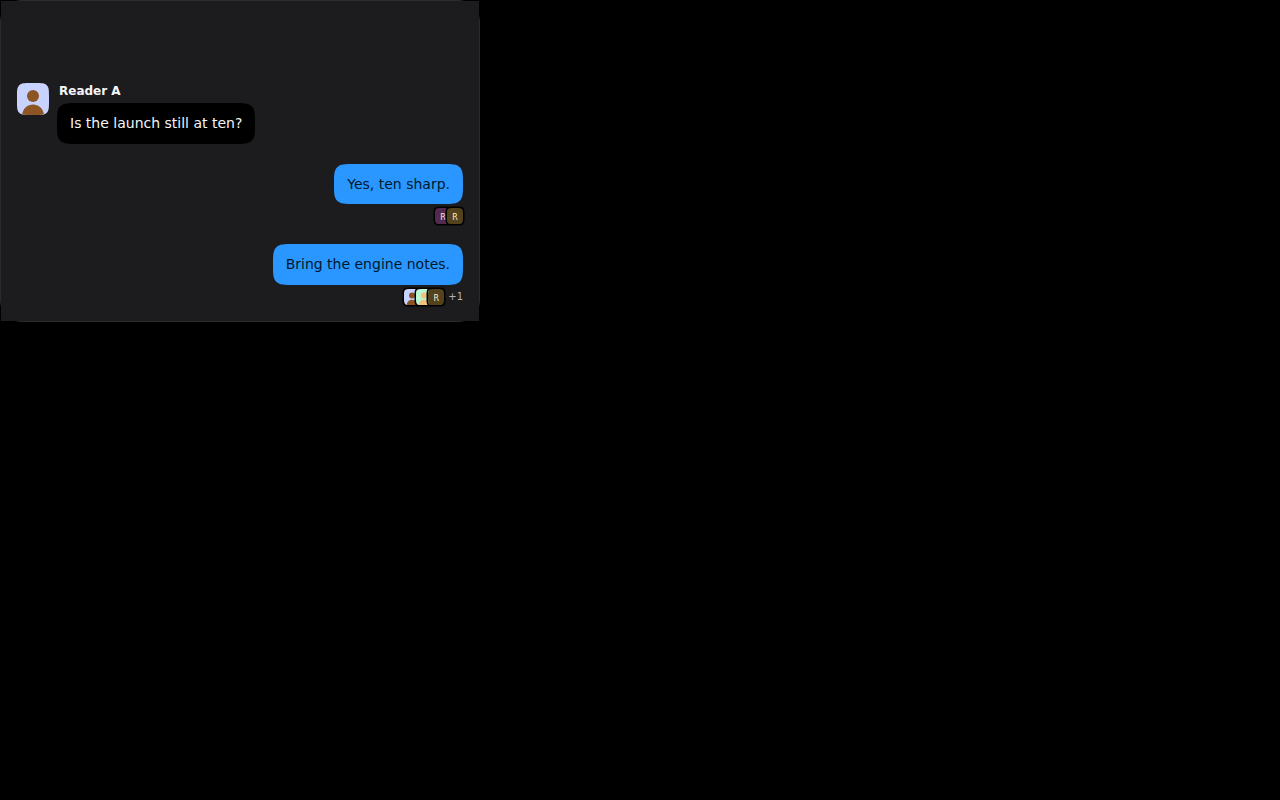 Reader A
Is the launch still at ten?
Yes, ten sharp.
R R
Bring the engine notes.
R +1